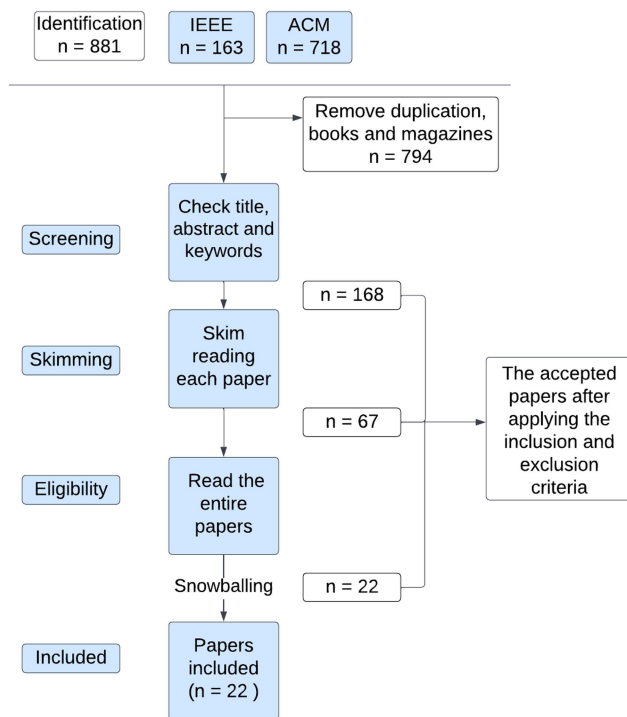 Identification
n = 881
IEEE
n = 163
ACM
n = 718
Remove duplication,
books and magazines
n = 794
Screening
Check title,
abstract and
keywords
n = 168
Skimming
Skim
reading
each paper
n = 67
The accepted
papers after
applying the
inclusion and
exclusion
criteria
Eligibility
Read the
entire
papers
Snowballing
n = 22
Included
Papers
included
(n = 22 )